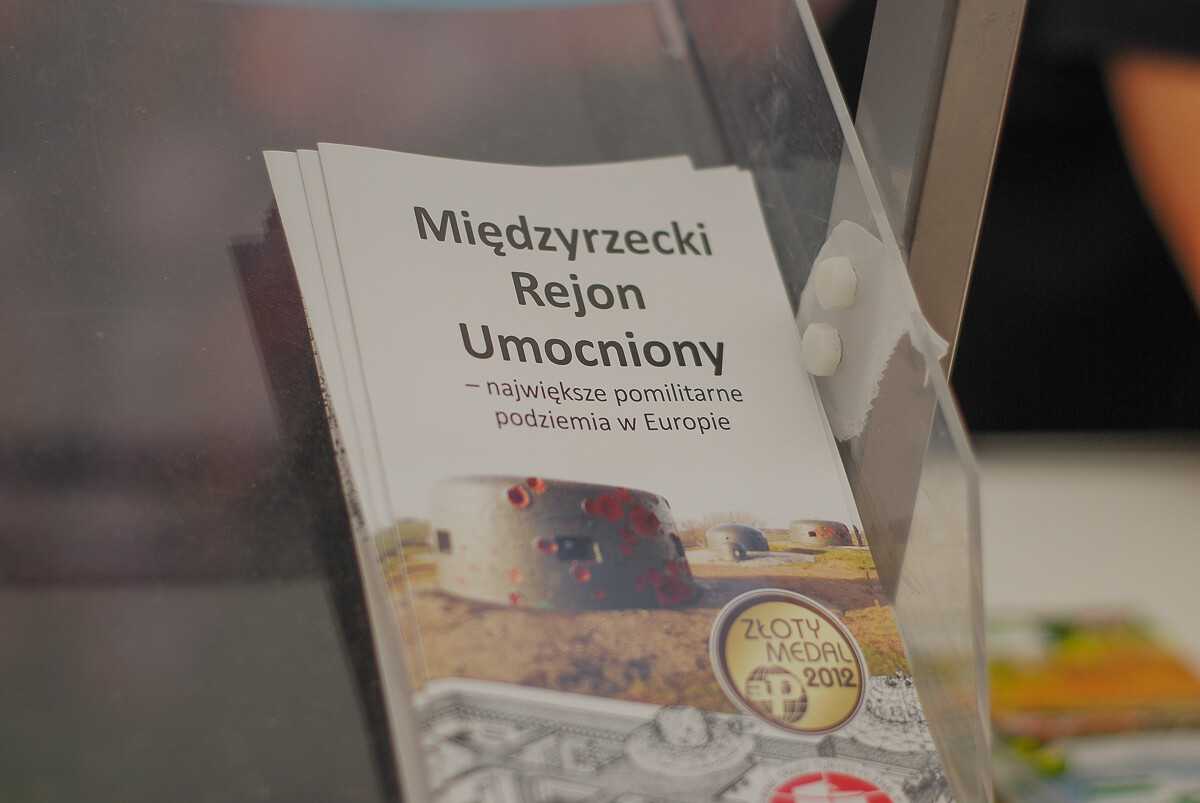 Międzyrzecki
Rejon
Umocniony
– największe pomilitarne
podziemia w Europie
ZŁOTY
MEDAL
2012